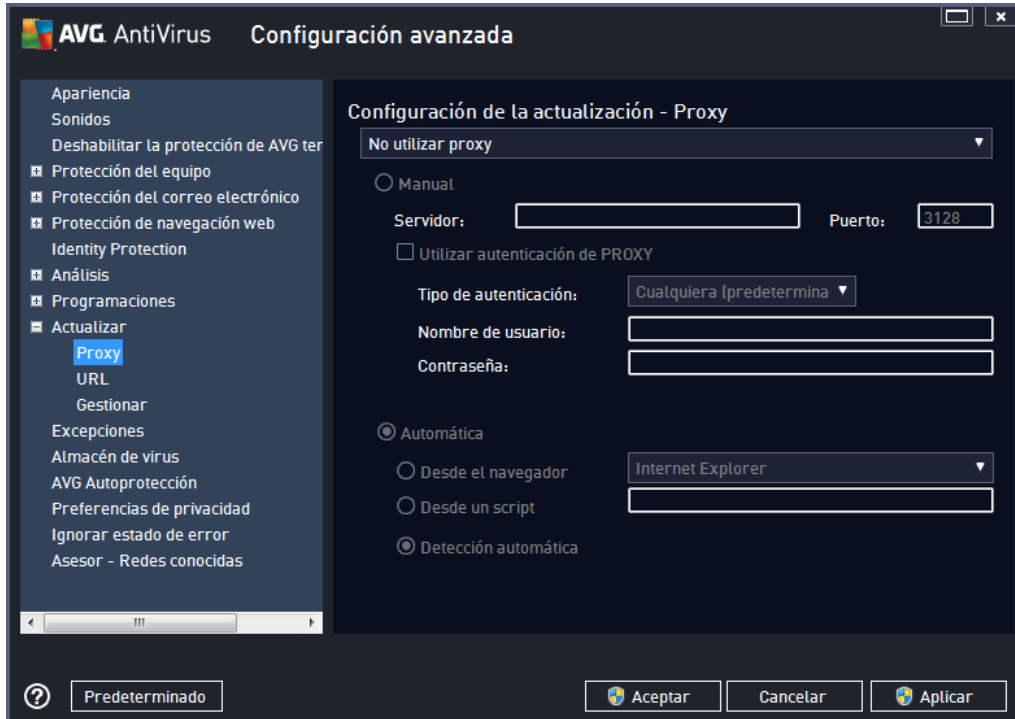 AVG AntiVirus Configuración avanzada
Apariencia
Sonidos
Deshabilitar la protección de AVG ter
Protección del equipo
Protección del correo electrónico
Protección de navegación web
Identity Protection
Análisis
Programaciones
Actualizar
Proxy
URL
Gestionar
Excepciones
Almacén de virus
AVG Autoprotección
Preferencias de privacidad
Ignorar estado de error
Asesor - Redes conocidas
Configuración de la actualización - Proxy
No utilizar proxy
Manual
Servidor: Puerto: 3128
Utilizar autenticación de PROXY
Tipo de autenticación: Cualquiera (predetermina
Nombre de usuario:
Contraseña:
Automática
Desde el navegador Internet Explorer
Desde un script
Detección automática
? Predeterminado Aceptar Cancelar Aplicar